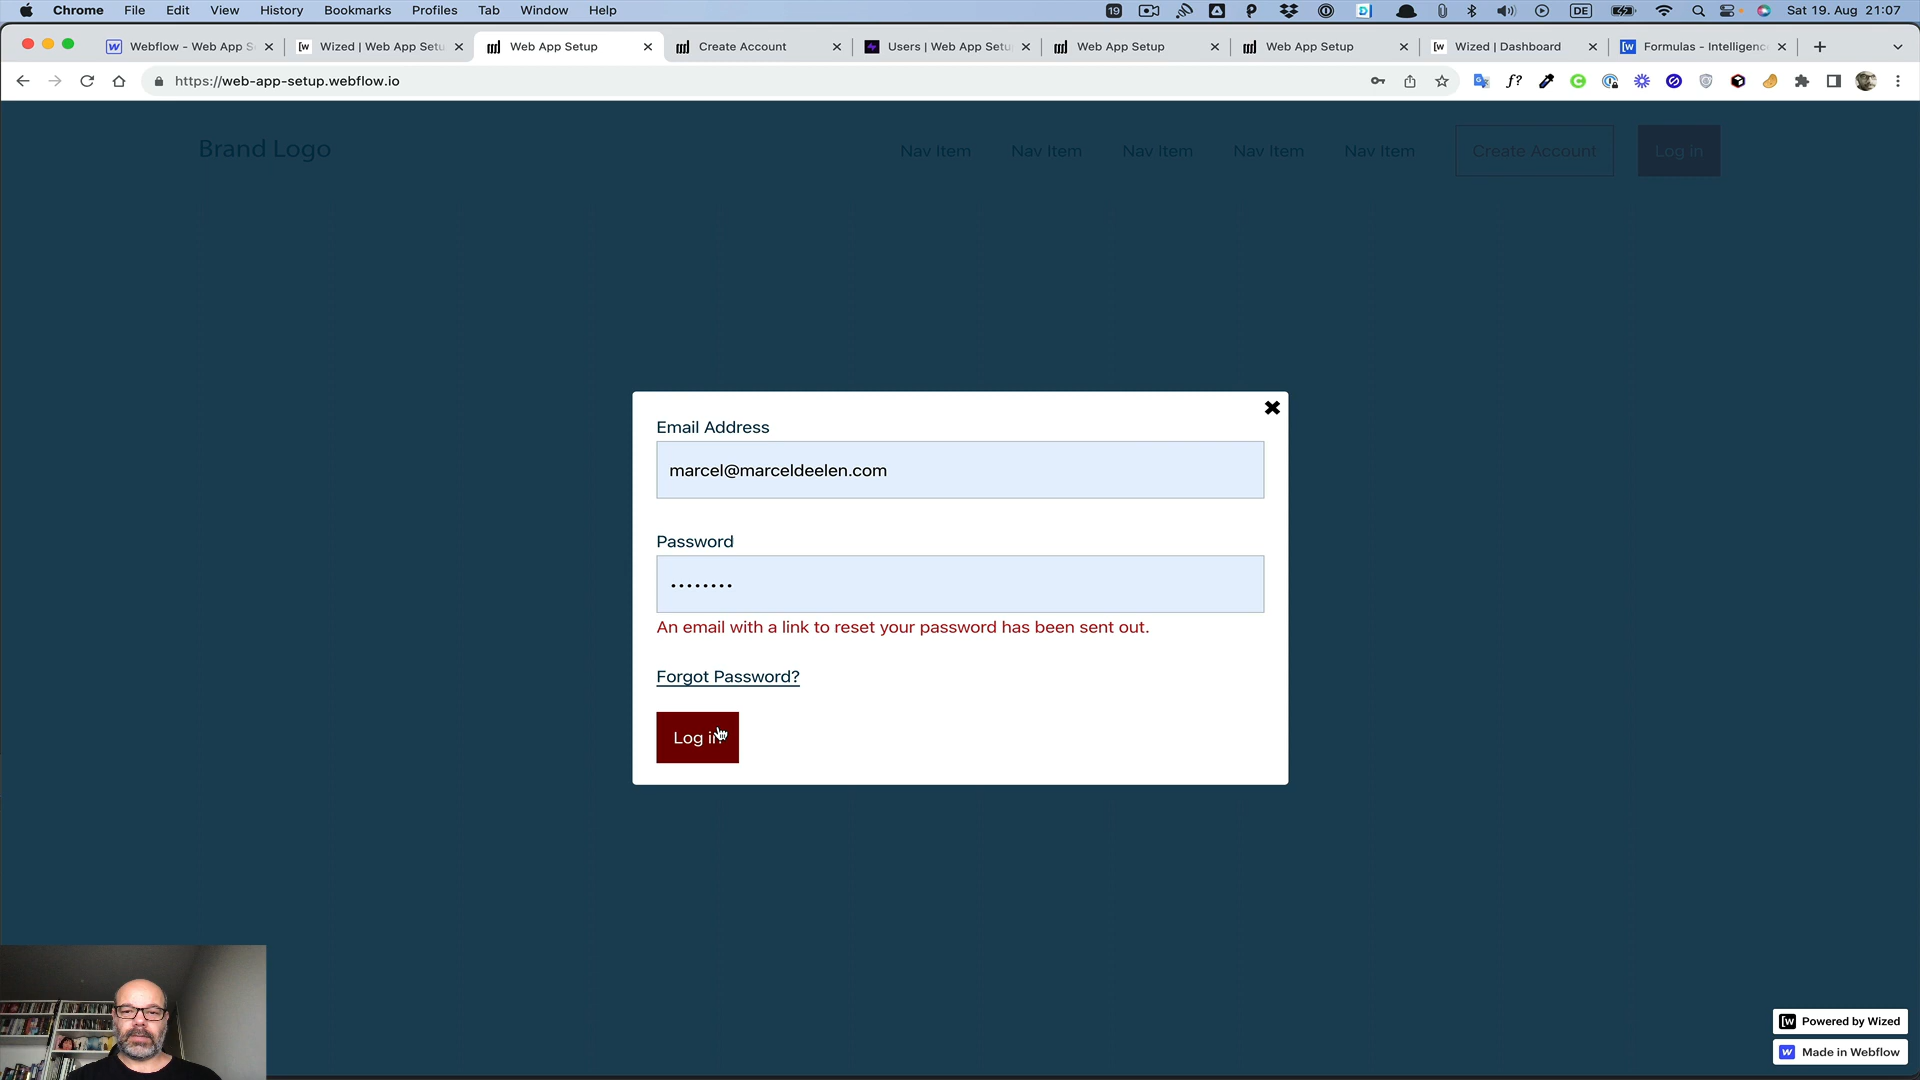 Chrome File Edit View History Bookmarks Profiles Tab Window Help 19 DE Sat 19. Aug 21:07
Webflow - Web App S
Wized | Web App Setu
Web App Setup
Create Account
Users | Web App Setu
Web App Setup
Web App Setup
Wized | Dashboard
Formulas - Intelligenc
https://web-app-setup.webflow.io
Brand Logo
Nav Item Nav Item Nav Item Nav Item Nav Item Create Account Log in
Email Address
marcel@marceldeelen.com
Password
An email with a link to reset your password has been sent out.
Forgot Password?
Log in
Powered by Wized
Made in Webflow